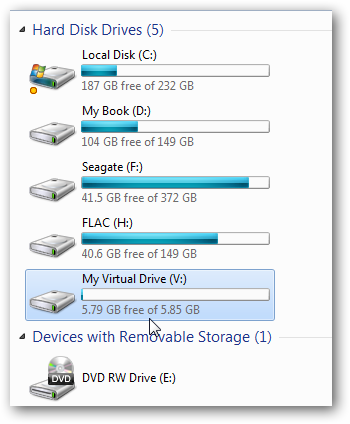 Hard Disk Drives (5)
Local Disk (C:)
187 GB free of 232 GB
My Book (D:)
104 GB free of 149 GB
Seagate (F:)
41.5 GB free of 372 GB
FLAC (H:)
40.6 GB free of 149 GB
My Virtual Drive (V:)
5.79 GB free of 5.85 GB
Devices with Removable Storage (1)
DVD
DVD RW Drive (E:)